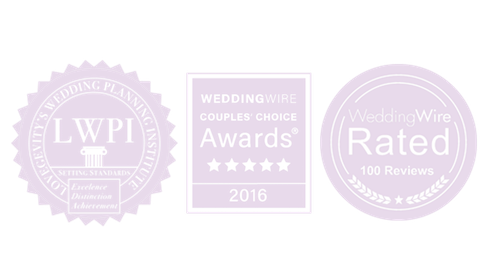 LOVEGEVITY'S WEDDING PLANNING INSTITUTE
LWPI
SETTING STANDARDS
Excellence
Distinction
Achievement
WEDDINGWIRE
COUPLES' CHOICE
Awards®
2016
WeddingWire
Rated
100 Reviews